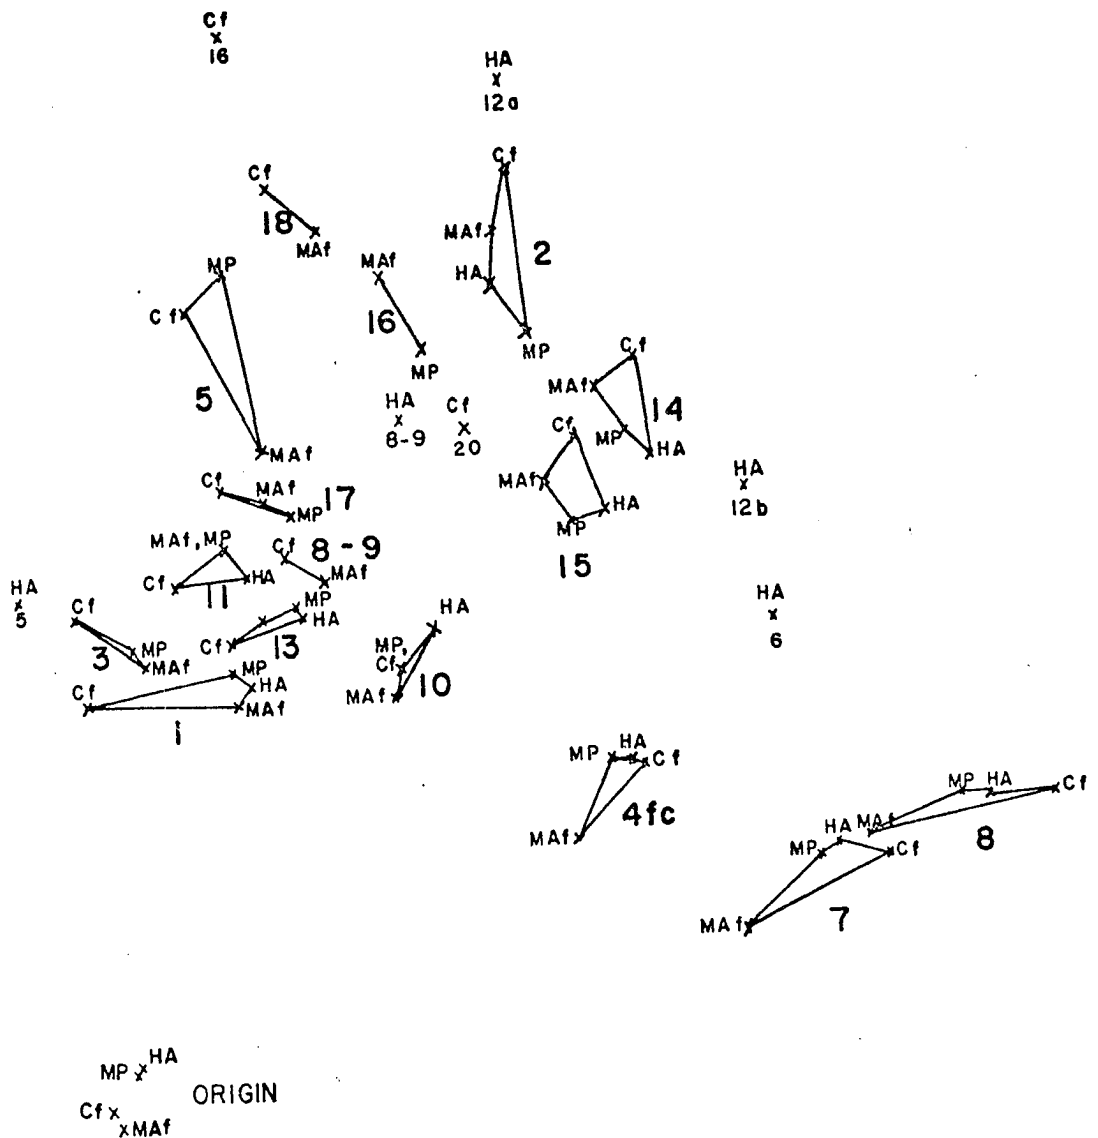 Cf
16
HA
12a
Cf
Cf
18
MAf
MAf
HA
2
MP
MP
Cf
MAf
16
MP
Cf
MAf
14
MP
HA
5
HA
8-9
Cf
20
Cf
MAf
HA
MP
15
MAf
HA
12b
Cf
MAf
17
MP
MAf, MP
Cf
8-9
MAf
Cf
HA
11
HA
5
Cf
MP
HA
Cf
13
HA
6
3
MP
MAf
HA
MP,
Cf
MAf
10
Cf
MP
HA
MAf
1
MP
HA
Cf
MAf
4fc
MP
HA
Cf
MAf
8
HA
MP
Cf
MAf
7
HA
MP
ORIGIN
Cf
MAf